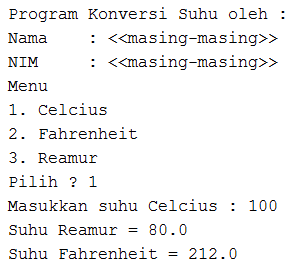 Program Konversi Suhu oleh :
Nama    : <<masing-masing>>
NIM     : <<masing-masing>>
Menu
1. Celcius
2. Fahrenheit
3. Reamur
Pilih ? 1
Masukkan suhu Celcius : 100
Suhu Reamur = 80.0
Suhu Fahrenheit = 212.0